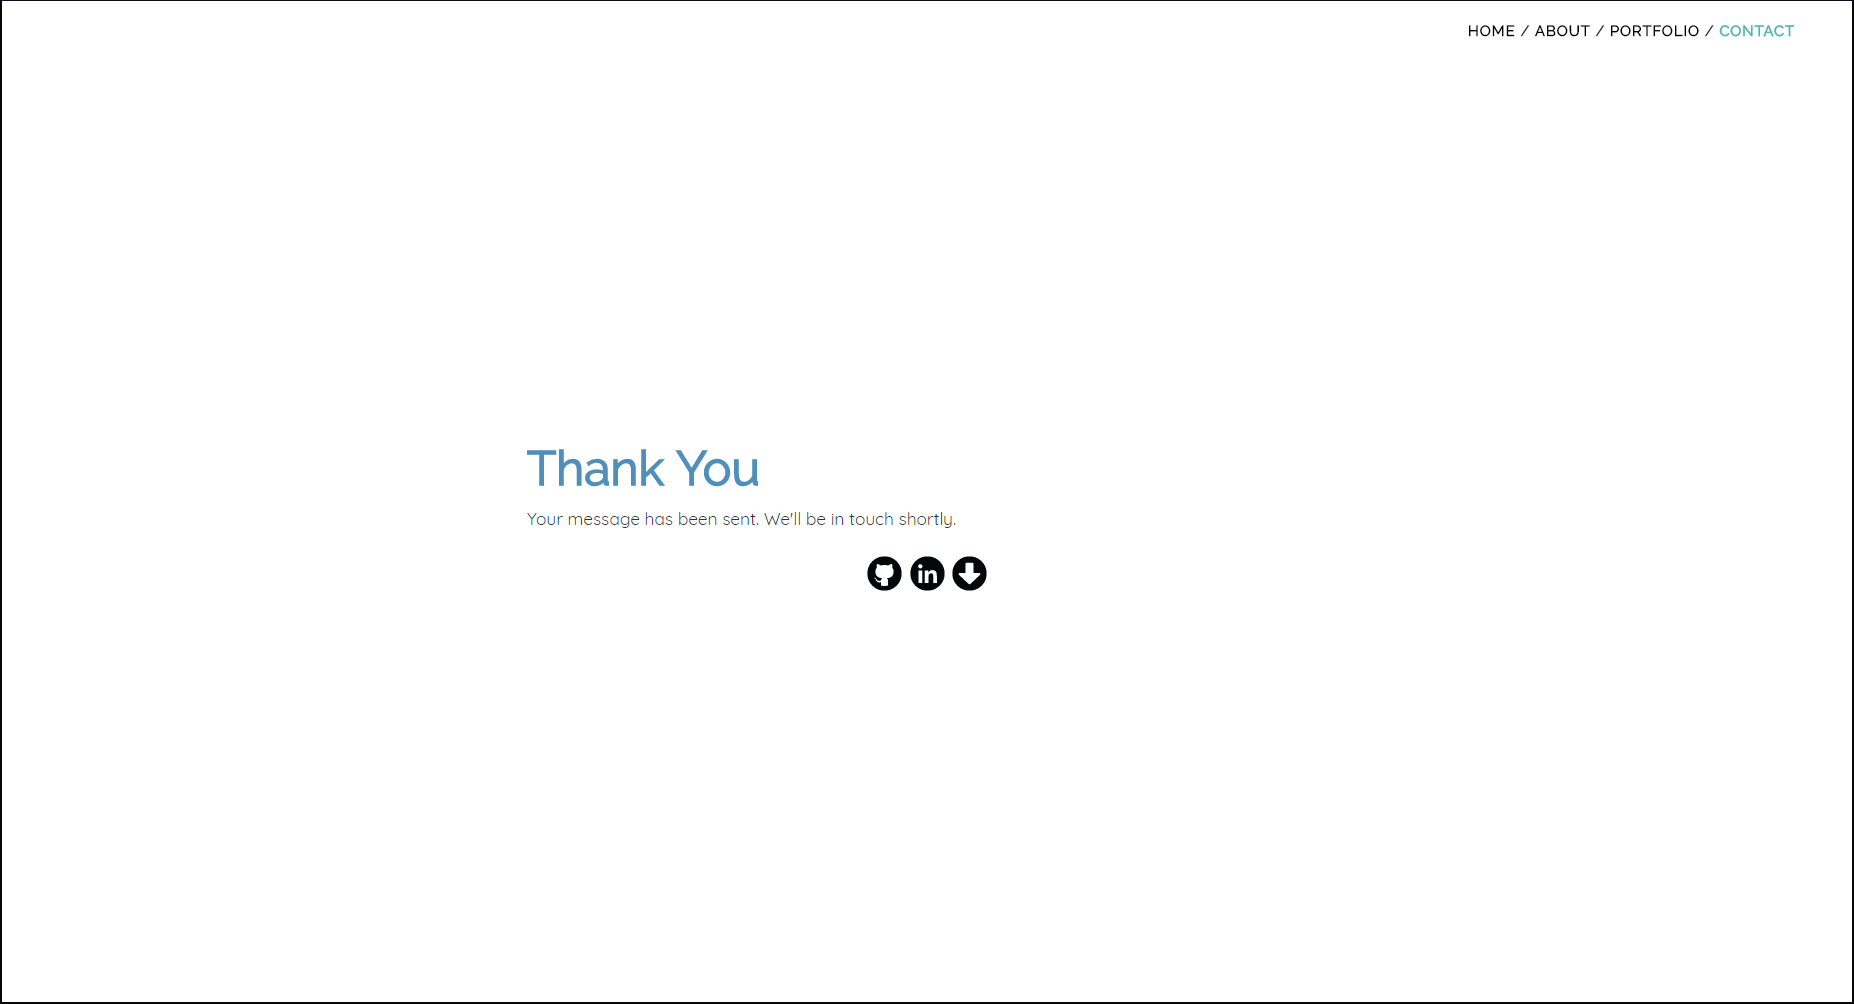 HOME / ABOUT / PORTFOLIO / CONTACT
Thank You
Your message has been sent. We'll be in touch shortly.
in